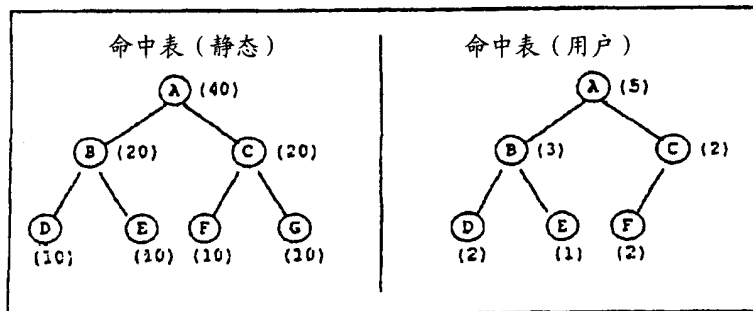 命中表（静态）
A (40)
B (20) C (20)
D E F G
(10) (10) (10) (10)
命中表（用户）
A (5)
B (3) C (2)
D E F
(2) (1) (2)